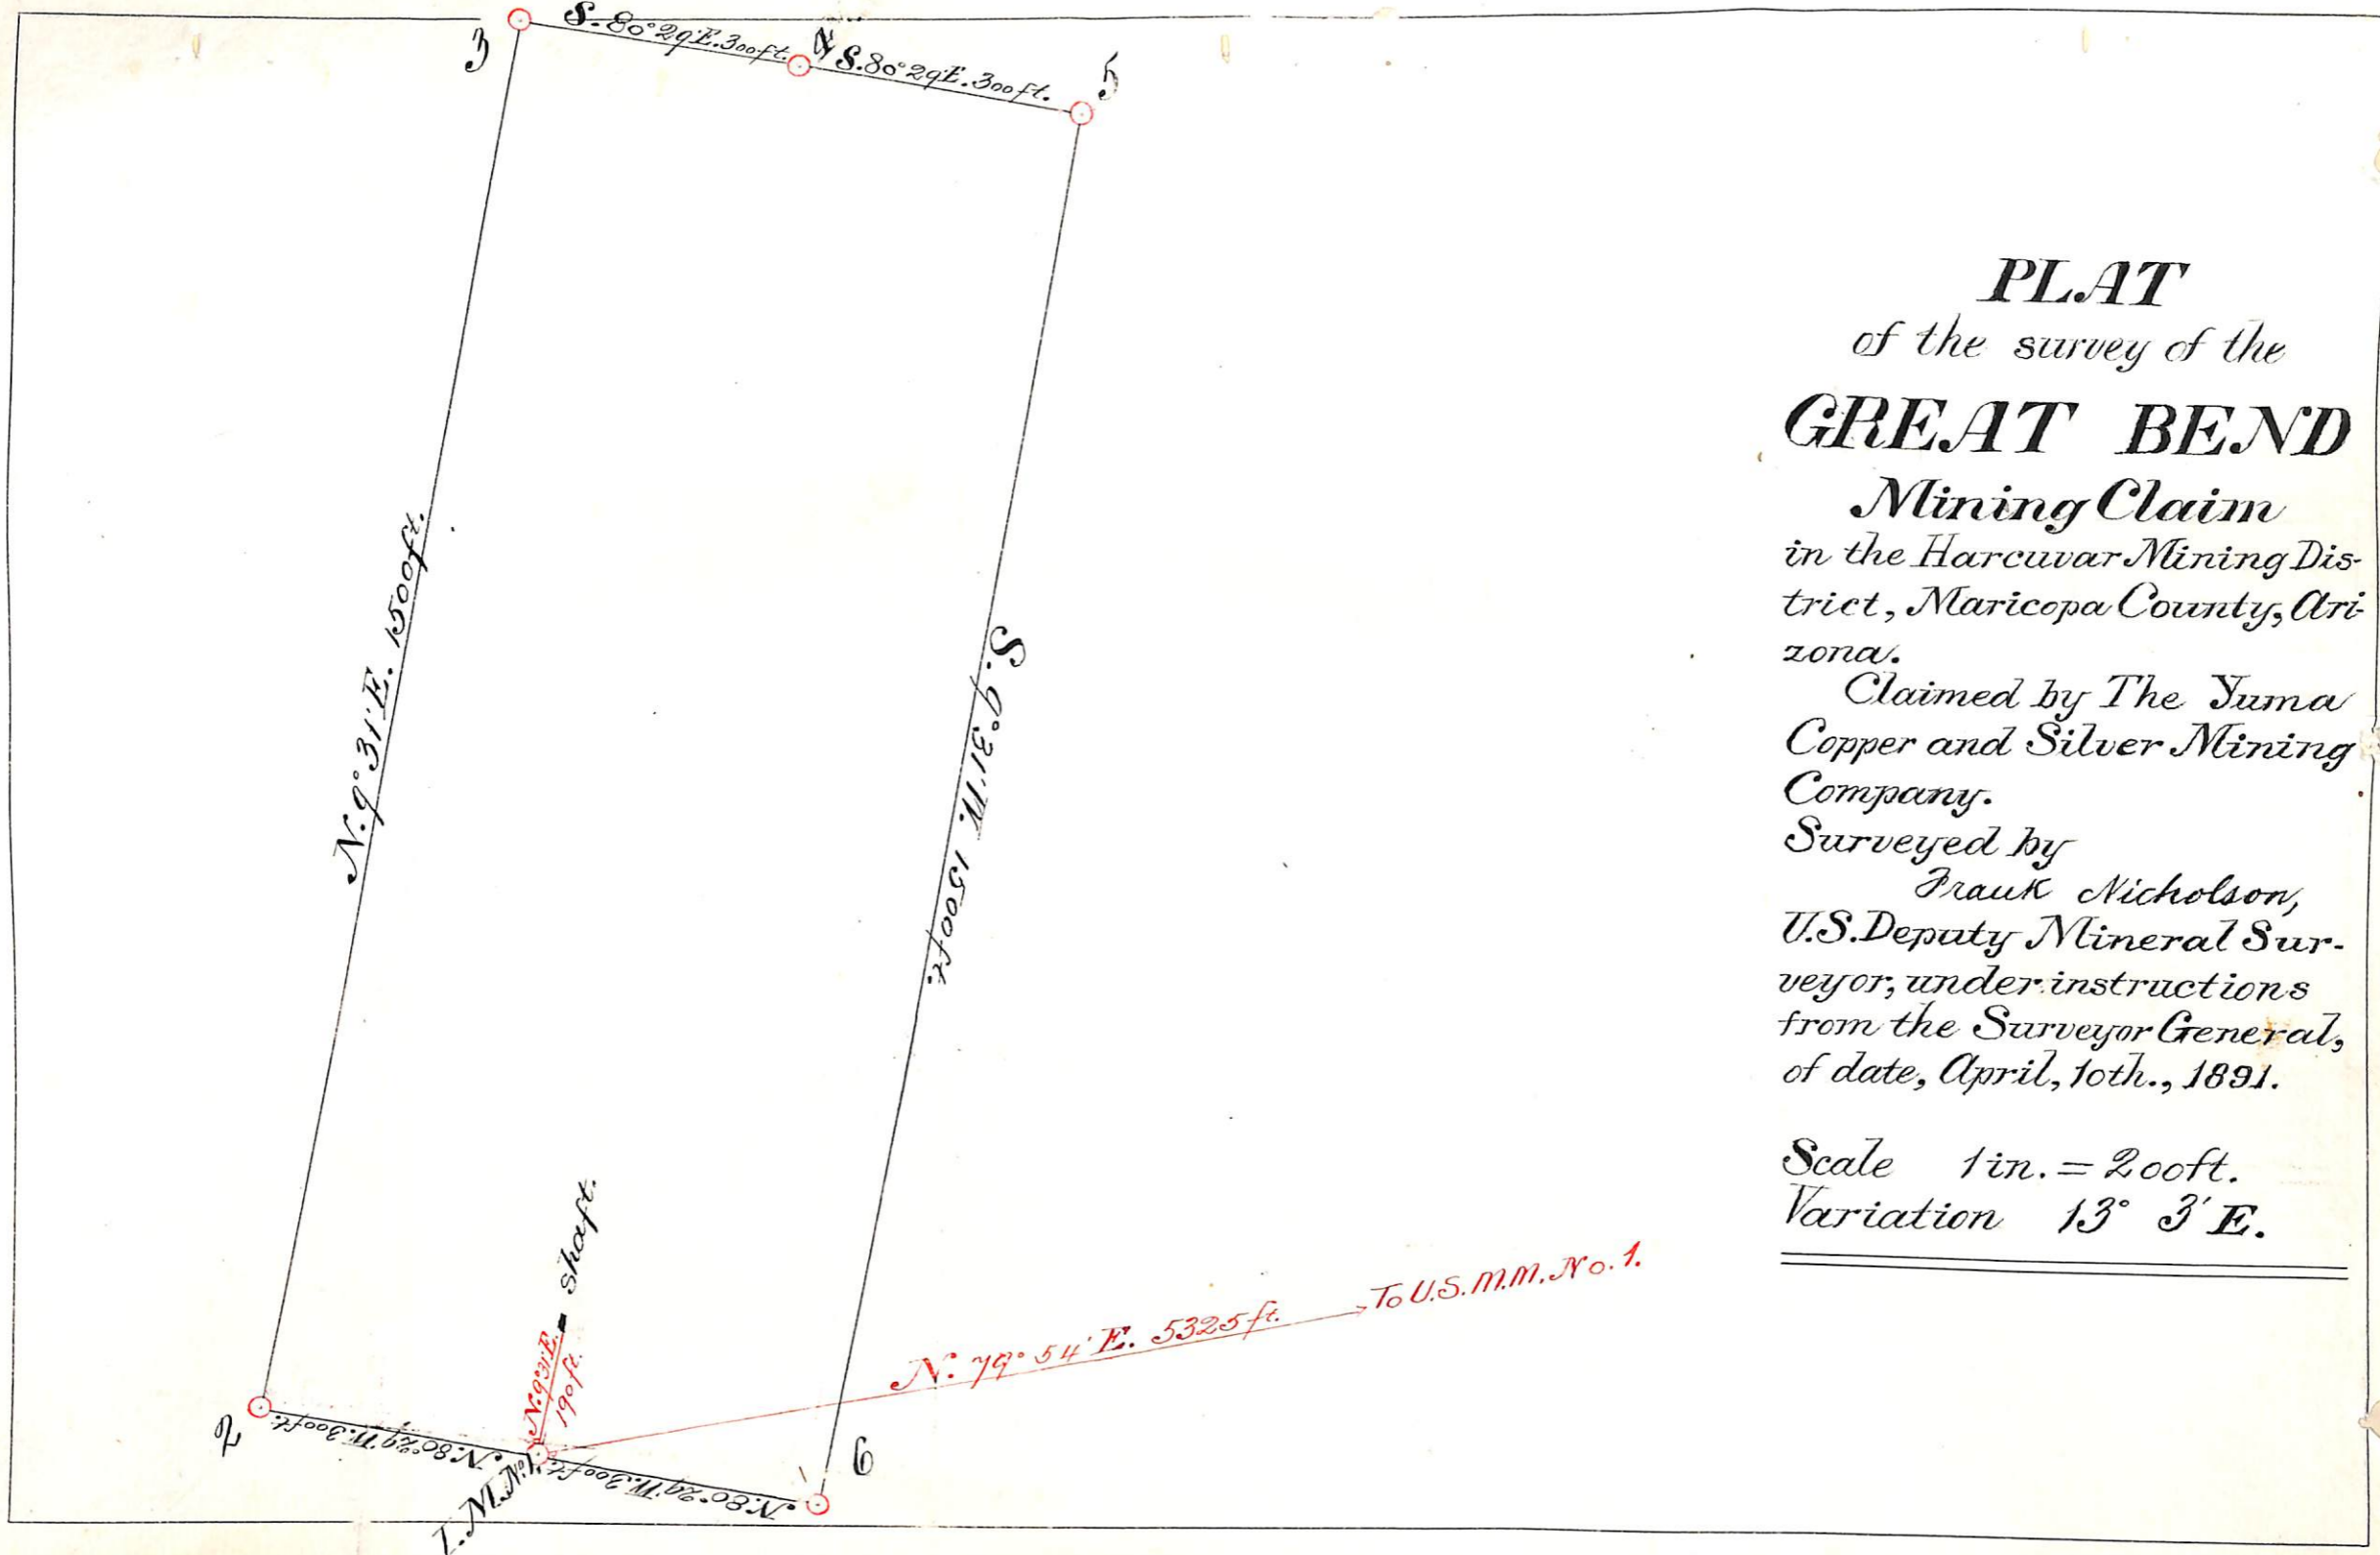 3
S. 80° 29' E. 300 ft.
4
S. 80° 29' E. 300 ft.
5
N. 9° 31' E. 1500 ft.
S. 9° 31' W. 1500 ft.
shaft.
N. 9° 31' E.
190 ft.
N. 79° 54' E. 5325 ft.
To U.S.M.M. No. 1.
2
N. 80° 29' W. 300 ft.
I. M. No. 1.
N. 80° 29' W. 300 ft.
6
PLAT
of the survey of the
GREAT BEND
Mining Claim
in the Harcuvar Mining Dis-
trict, Maricopa County, Ari-
zona.
Claimed by The Yuma
Copper and Silver Mining
Company.
Surveyed by
Frank Nicholson,
U.S. Deputy Mineral Sur-
veyor, under instructions
from the Surveyor General,
of date, April, 10th., 1891.
Scale 1 in. = 200 ft.
Variation 13° 3' E.